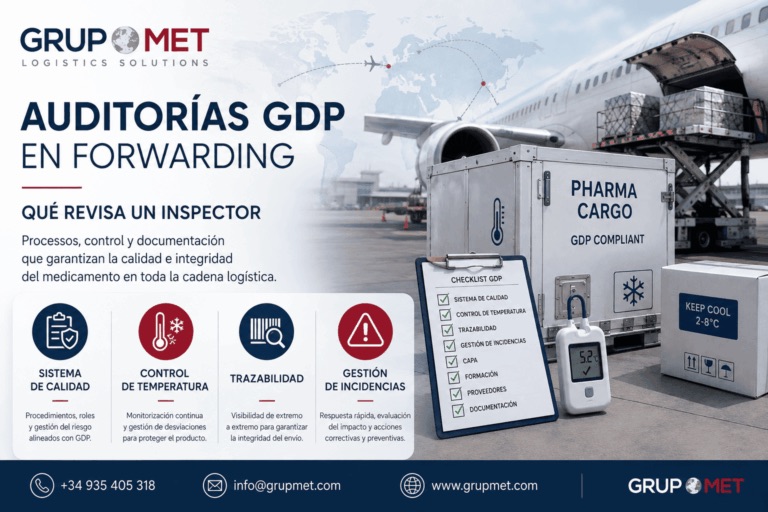 GRUP MET
LOGISTICS SOLUTIONS
AUDITORÍAS GDP
EN FORWARDING
QUÉ REVISA UN INSPECTOR
Processos, control y documentación
que garantizan la calidad e integridad
del medicamento en toda la cadena logística.
SISTEMA
DE CALIDAD
Procedimientos, roles
y gestión del riesgo
alineados con GDP.
CONTROL
DE TEMPERATURA
Monitorización continua
y gestión de desviaciones
para proteger el producto.
TRAZABILIDAD
Visibilidad de extremo
a extremo para garantizar
la integridad del envío.
GESTIÓN
DE INCIDENCIAS
Respuesta rápida, evaluación
del impacto y acciones
correctivas y preventivas.
PHARMA
CARGO
GDP COMPLIANT
CHECKLIST GDP
SISTEMA DE CALIDAD
CONTROL DE TEMPERATURA
TRAZABILIDAD
GESTIÓN DE INCIDENCIAS
CAPA
FORMACIÓN
PROVEEDORES
DOCUMENTACIÓN
5.2
KEEP COOL
2-8°C
+34 935 405 318
info@grupmet.com
www.grupmet.com
GRUP MET